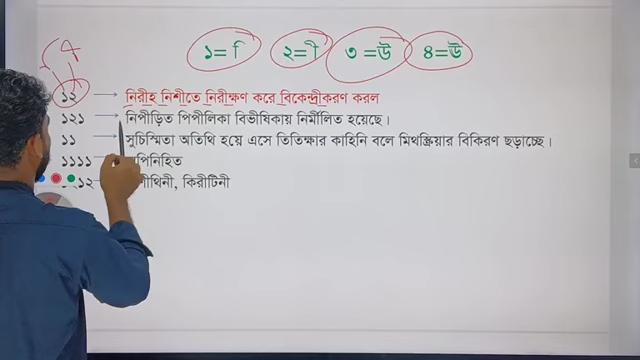 ১= ি ২= ী ৩ =উ ৪ =ঊ
১২ → নিরীহ নিশীতে নিরীক্ষণ করে বিকেন্দ্রীকরণ করল
১২১ → নিপীড়িত পিপীলিকা বিভীষিকায় নির্মীলিত হয়েছে।
১১ → সুচিস্মিতা অতিথি হয়ে এসে তিতিক্ষার কাহিনি বলে মিথস্ক্রিয়ার বিকিরণ ছড়াচ্ছে।
১১১১
কিরীটিনী